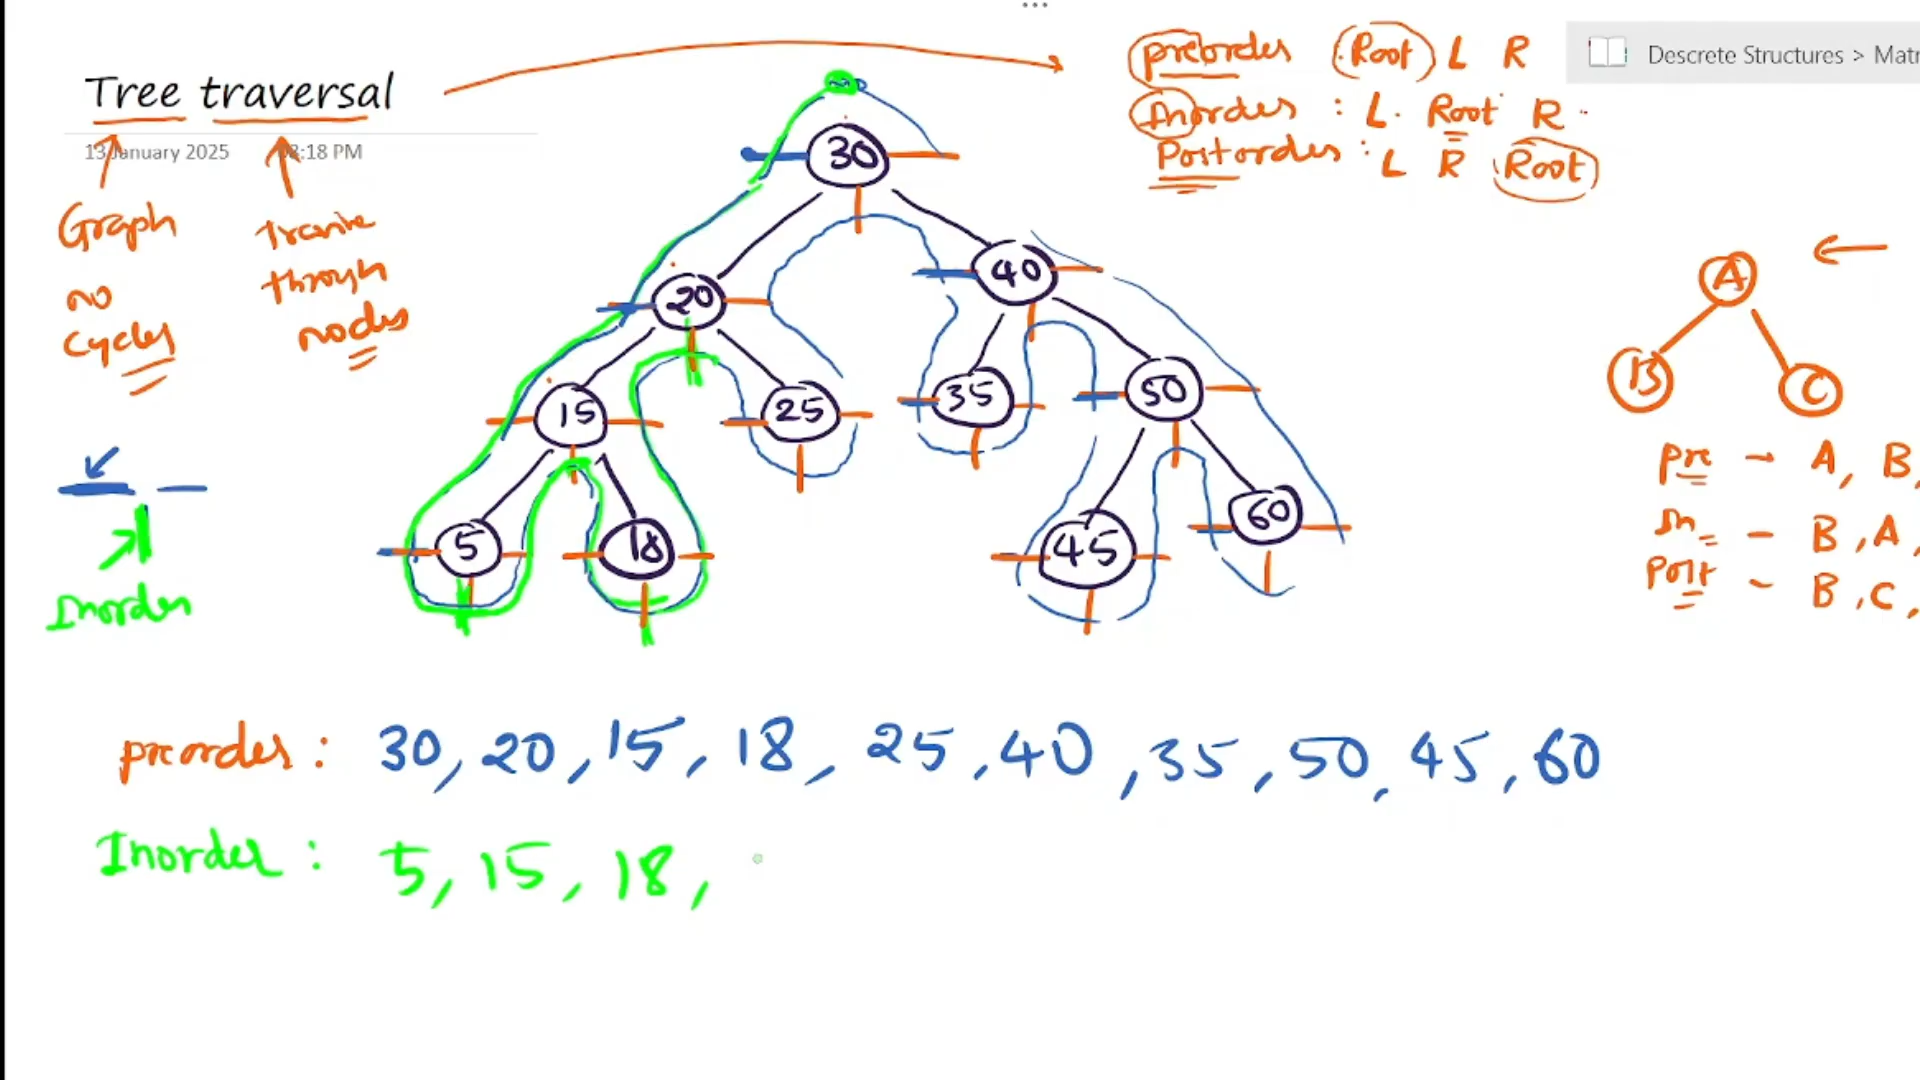 Tree traversal
13 January 2025
:18 PM
Graph
no
cycles
through
nodes
Inorder
preorder Root L R
Inorder : L. Root R
Postorder : L R Root
Descrete Structures > Matr
30
20
40
15
25
35
50
5
18
45
60
A
B
C
Pre - A, B,
In - B, A,
Post - B, C,
preorder : 30, 20, 15, 18, 25, 40, 35, 50, 45, 60
Inorder : 5, 15, 18,